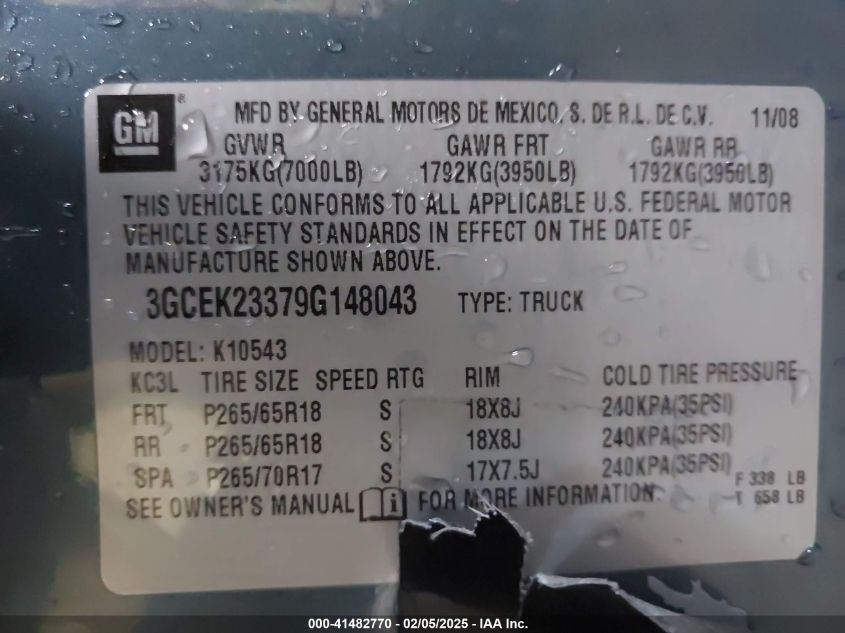 GM® MFD BY GENERAL MOTORS DE MEXICO, S. DE R.L. DE C.V. 11/08
GVWR GAWR FRT GAWR RR
3175KG(7000LB) 1792KG(3950LB) 1792KG(3950LB)
THIS VEHICLE CONFORMS TO ALL APPLICABLE U.S. FEDERAL MOTOR
VEHICLE SAFETY STANDARDS IN EFFECT ON THE DATE OF
MANUFACTURE SHOWN ABOVE.
3GCEK23379G148043 TYPE: TRUCK
MODEL: K10543
KC3L TIRE SIZE SPEED RTG RIM COLD TIRE PRESSURE
FRT P265/65R18 S 18X8J 240KPA(35PSI)
RR P265/65R18 S 18X8J 240KPA(35PSI)
SPA P265/70R17 S 17X7.5J 240KPA(35PSI) F 338 LB
SEE OWNER'S MANUAL i FOR MORE INFORMATION. T 658 LB
000-41482770 - 02/05/2025 - IAA Inc.